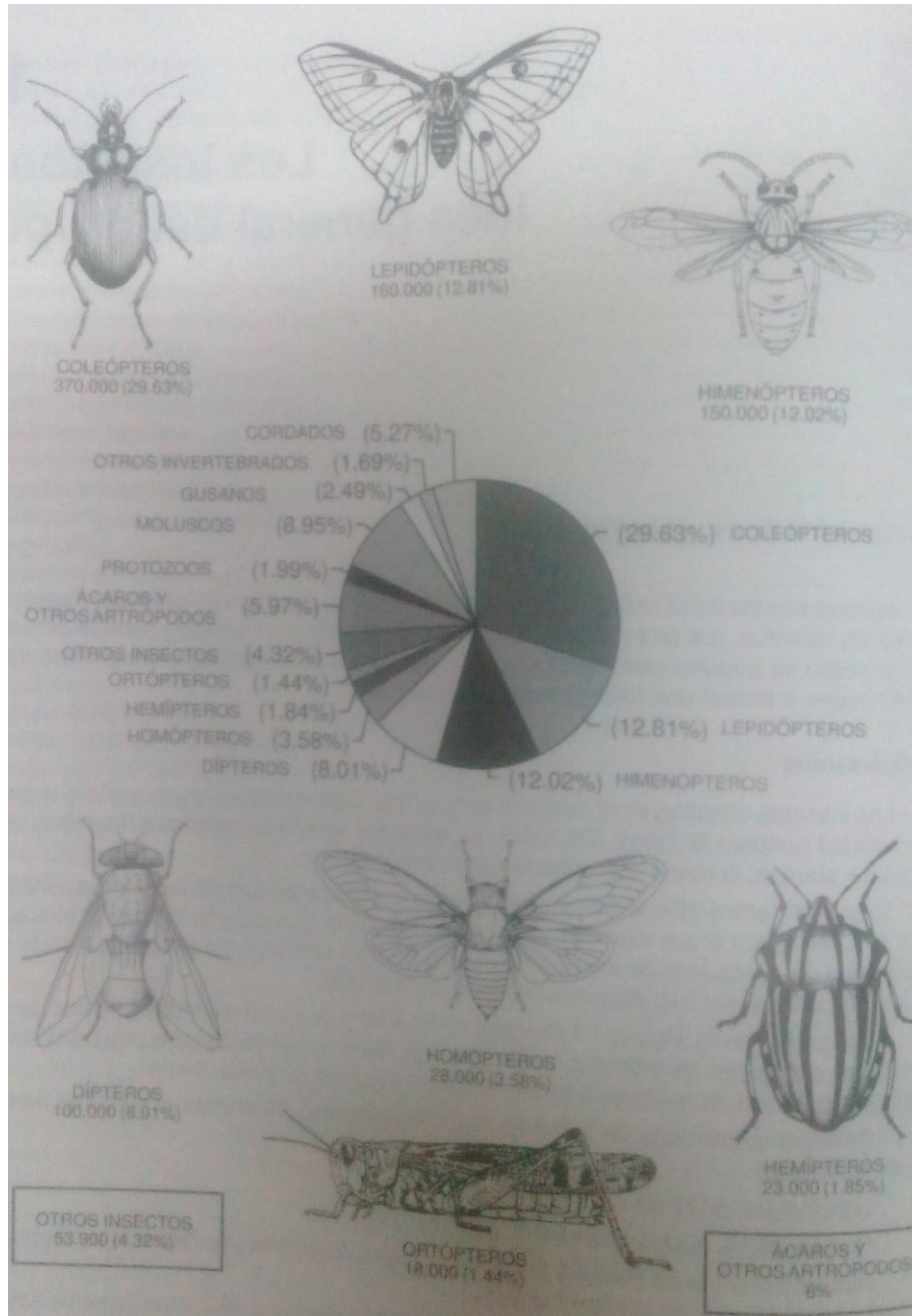 LEPIDÓPTEROS
160.000 (12.81%)
COLEÓPTEROS
370.000 (29.63%)
HIMENÓPTEROS
150.000 (12.02%)
CORDADOS (5.27%)
OTROS INVERTEBRADOS (1.69%)
GUSANOS (2.49%)
MOLUSCOS (8.95%)
PROTOZOOS (1.99%)
ÁCAROS Y
OTROS ARTRÓPODOS (5.97%)
OTROS INSECTOS (4.32%)
ORTÓPTEROS (1.44%)
HEMÍPTEROS (1.84%)
HOMÓPTEROS (3.58%)
DÍPTEROS (8.01%)
(29.63%) COLEÓPTEROS
(12.81%) LEPIDÓPTEROS
(12.02%) HIMENÓPTEROS
DÍPTEROS
100.000 (8.01%)
HOMÓPTEROS
28.000 (3.58%)
HEMÍPTEROS
23.000 (1.85%)
OTROS INSECTOS
53.900 (4.32%)
ORTÓPTEROS
18.000 (1.44%)
ÁCAROS Y
OTROS ARTRÓPODOS
6%